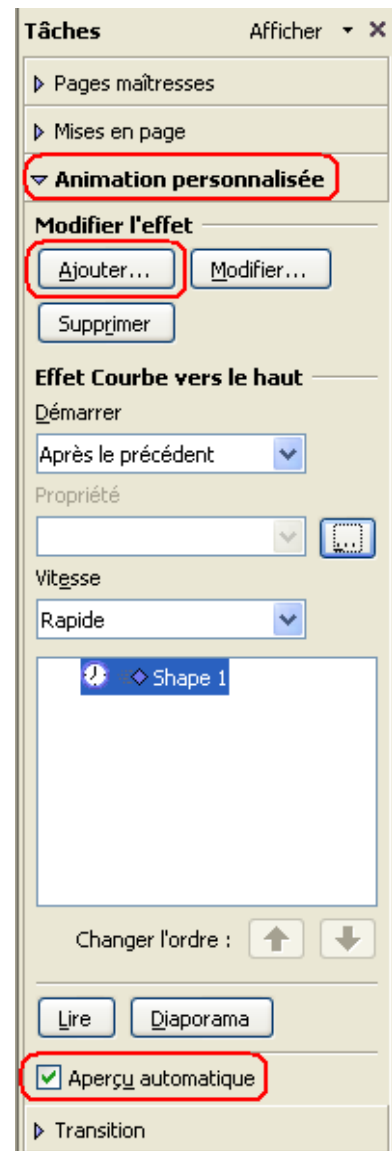 Tâches Afficher
Pages maîtresses
Mises en page
Animation personnalisée
Modifier l'effet
Ajouter... Modifier...
Supprimer
Effet Courbe vers le haut
Démarrer
Après le précédent
Propriété
...
Vitesse
Rapide
Shape 1
Changer l'ordre :
Lire Diaporama
Aperçu automatique
Transition